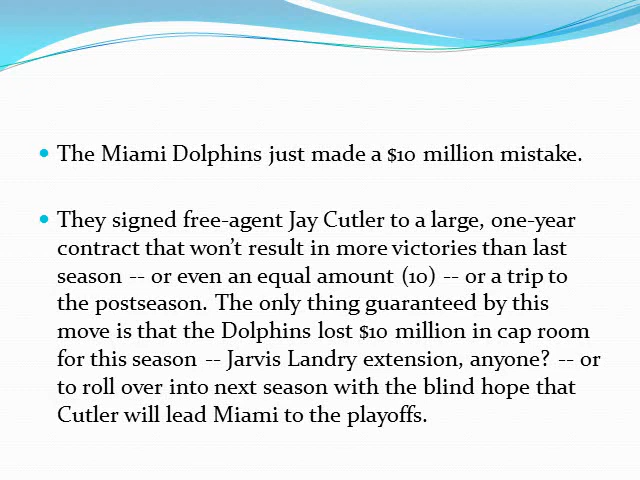 The Miami Dolphins just made a $10 million mistake.
They signed free-agent Jay Cutler to a large, one-year
contract that won’t result in more victories than last
season -- or even an equal amount (10) -- or a trip to
the postseason. The only thing guaranteed by this
move is that the Dolphins lost $10 million in cap room
for this season -- Jarvis Landry extension, anyone? -- or
to roll over into next season with the blind hope that
Cutler will lead Miami to the playoffs.